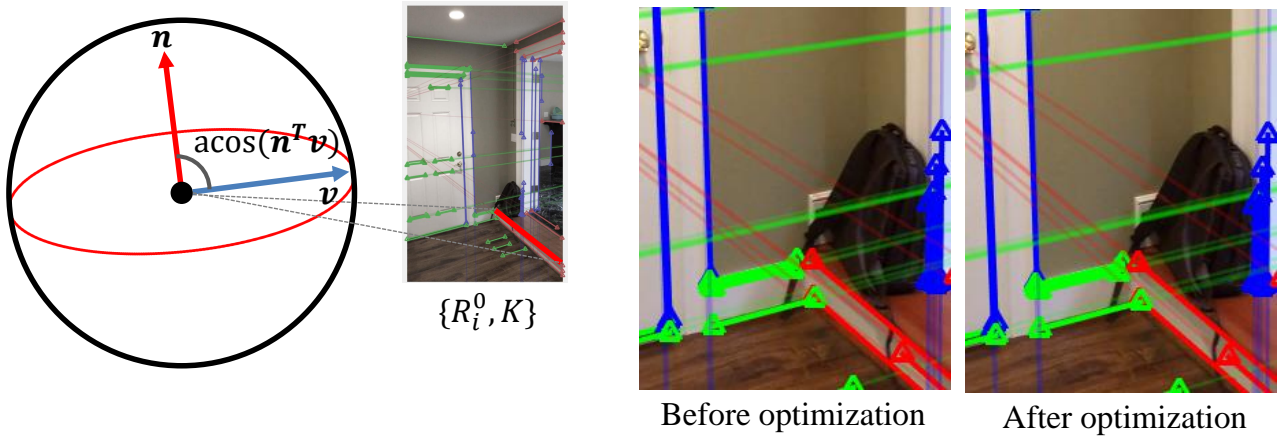 n
acos(nᵀv)
v
{Rᵢ⁰, K}
Before optimization
After optimization